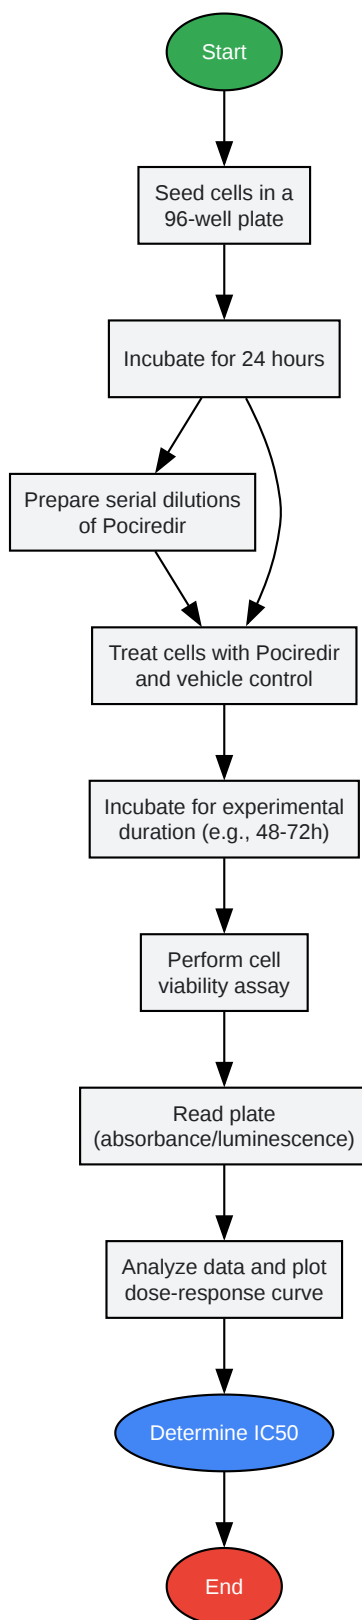 Start
Seed cells in a
96-well plate
Incubate for 24 hours
Prepare serial dilutions
of Pociredir
Treat cells with Pociredir
and vehicle control
Incubate for experimental
duration (e.g., 48-72h)
Perform cell
viability assay
Read plate
(absorbance/luminescence)
Analyze data and plot
dose-response curve
Determine IC50
End